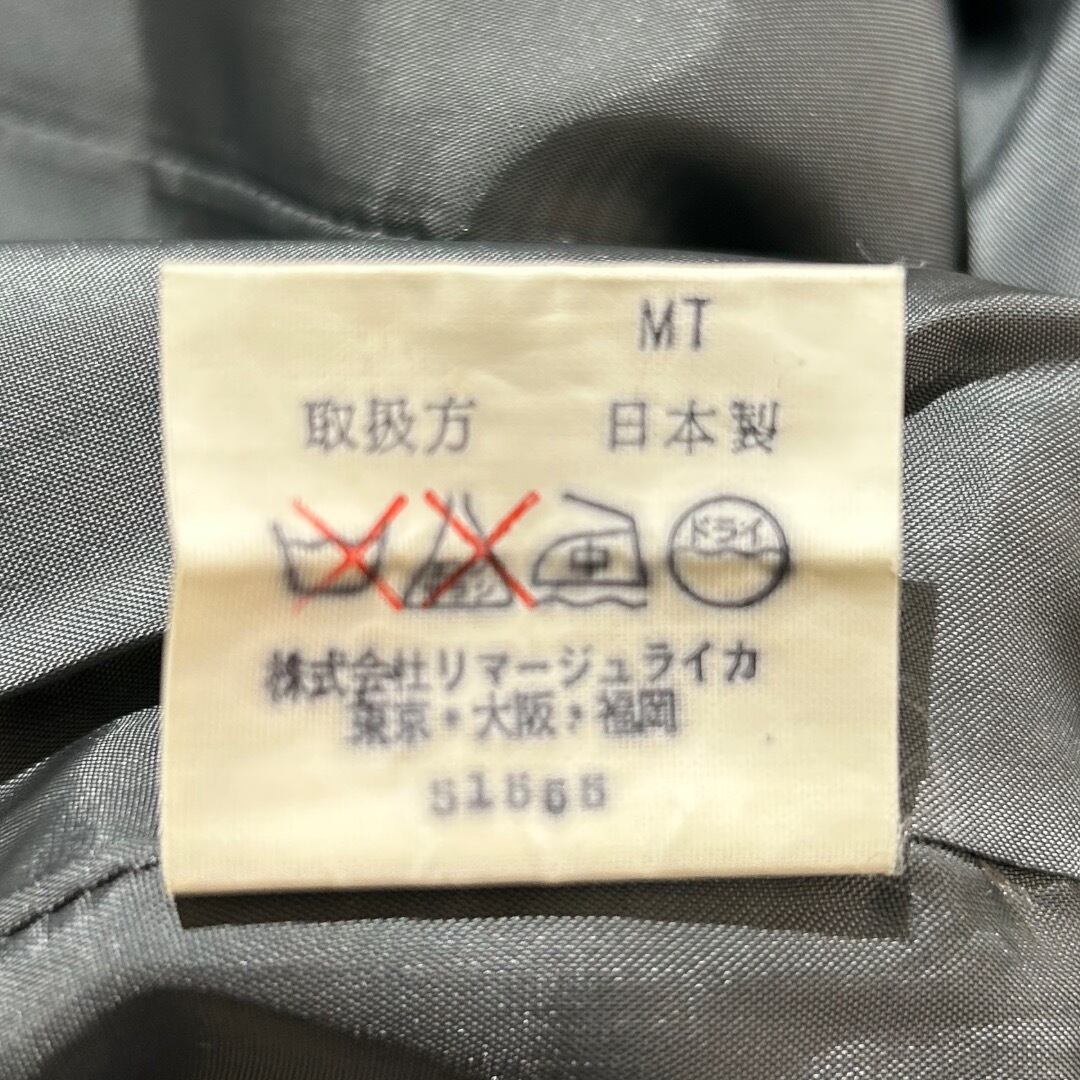 MT
取扱方 日本製
中 ドライ
株式会社リマージュライカ
東京・大阪・福岡